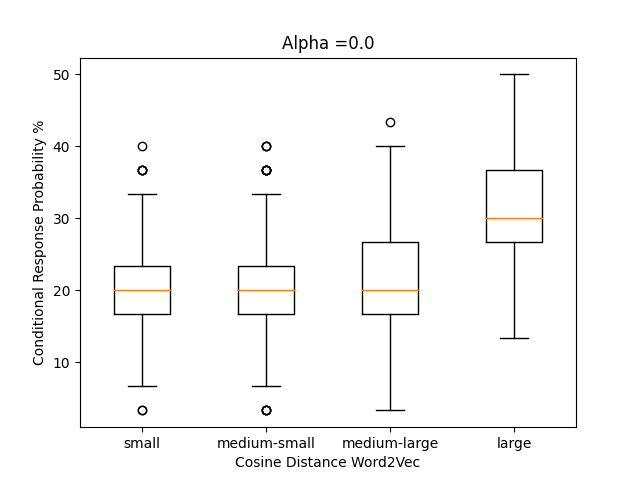 Alpha =0.0
Conditional Response Probability %
50
40
30
20
10
small medium-small medium-large large
Cosine Distance Word2Vec